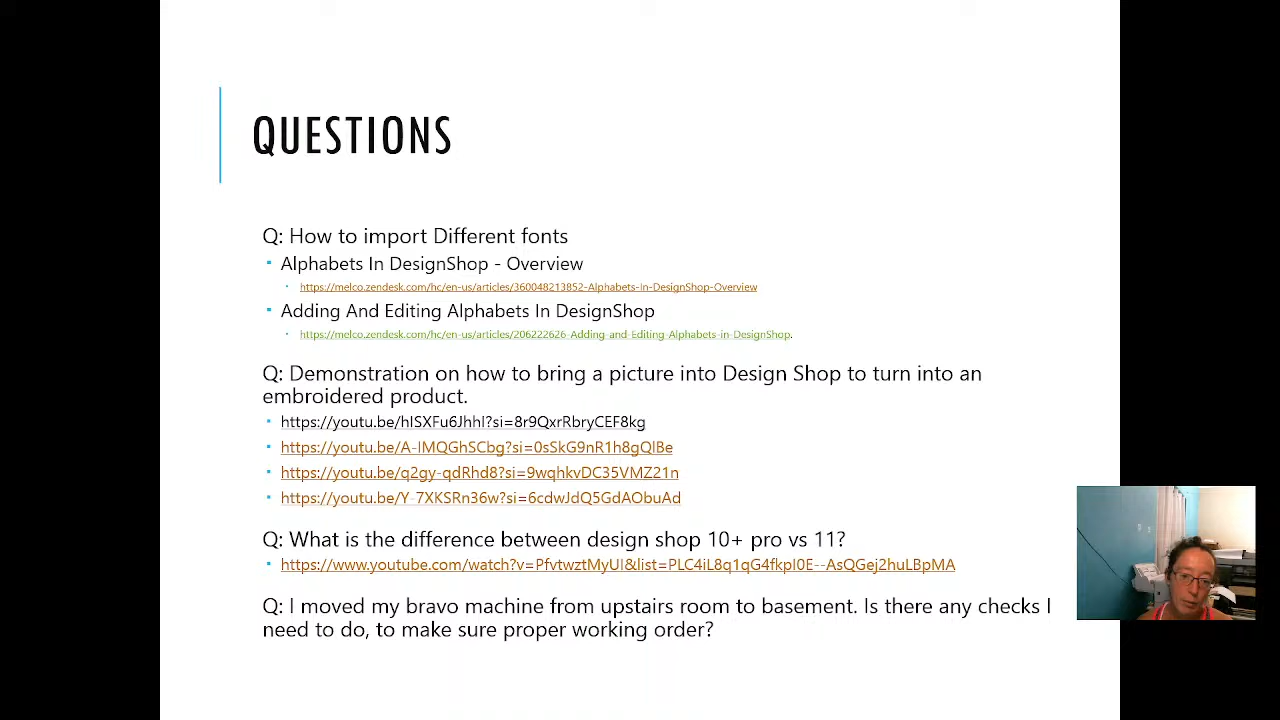 QUESTIONS
Q: How to import Different fonts
▪ Alphabets In DesignShop - Overview
▪ https://melco.zendesk.com/hc/en-us/articles/360048213852-Alphabets-In-DesignShop-Overview
▪ Adding And Editing Alphabets In DesignShop
▪ https://melco.zendesk.com/hc/en-us/articles/206222626-Adding-and-Editing-Alphabets-in-DesignShop.
Q: Demonstration on how to bring a picture into Design Shop to turn into an
embroidered product.
▪ https://youtu.be/hISXFu6JhhI?si=8r9QxrRbryCEF8kg
▪ https://youtu.be/A-IMQGhSCbg?si=0sSkG9nR1h8gQlBe
▪ https://youtu.be/q2gy-qdRhd8?si=9wqhkvDC35VMZ21n
▪ https://youtu.be/Y-7XKSRn36w?si=6cdwJdQ5GdAObuAd
Q: What is the difference between design shop 10+ pro vs 11?
▪ https://www.youtube.com/watch?v=PfvtwztMyUI&list=PLC4iL8q1qG4fkpI0E--AsQGej2huLBpMA
Q: I moved my bravo machine from upstairs room to basement. Is there any checks I
need to do, to make sure proper working order?